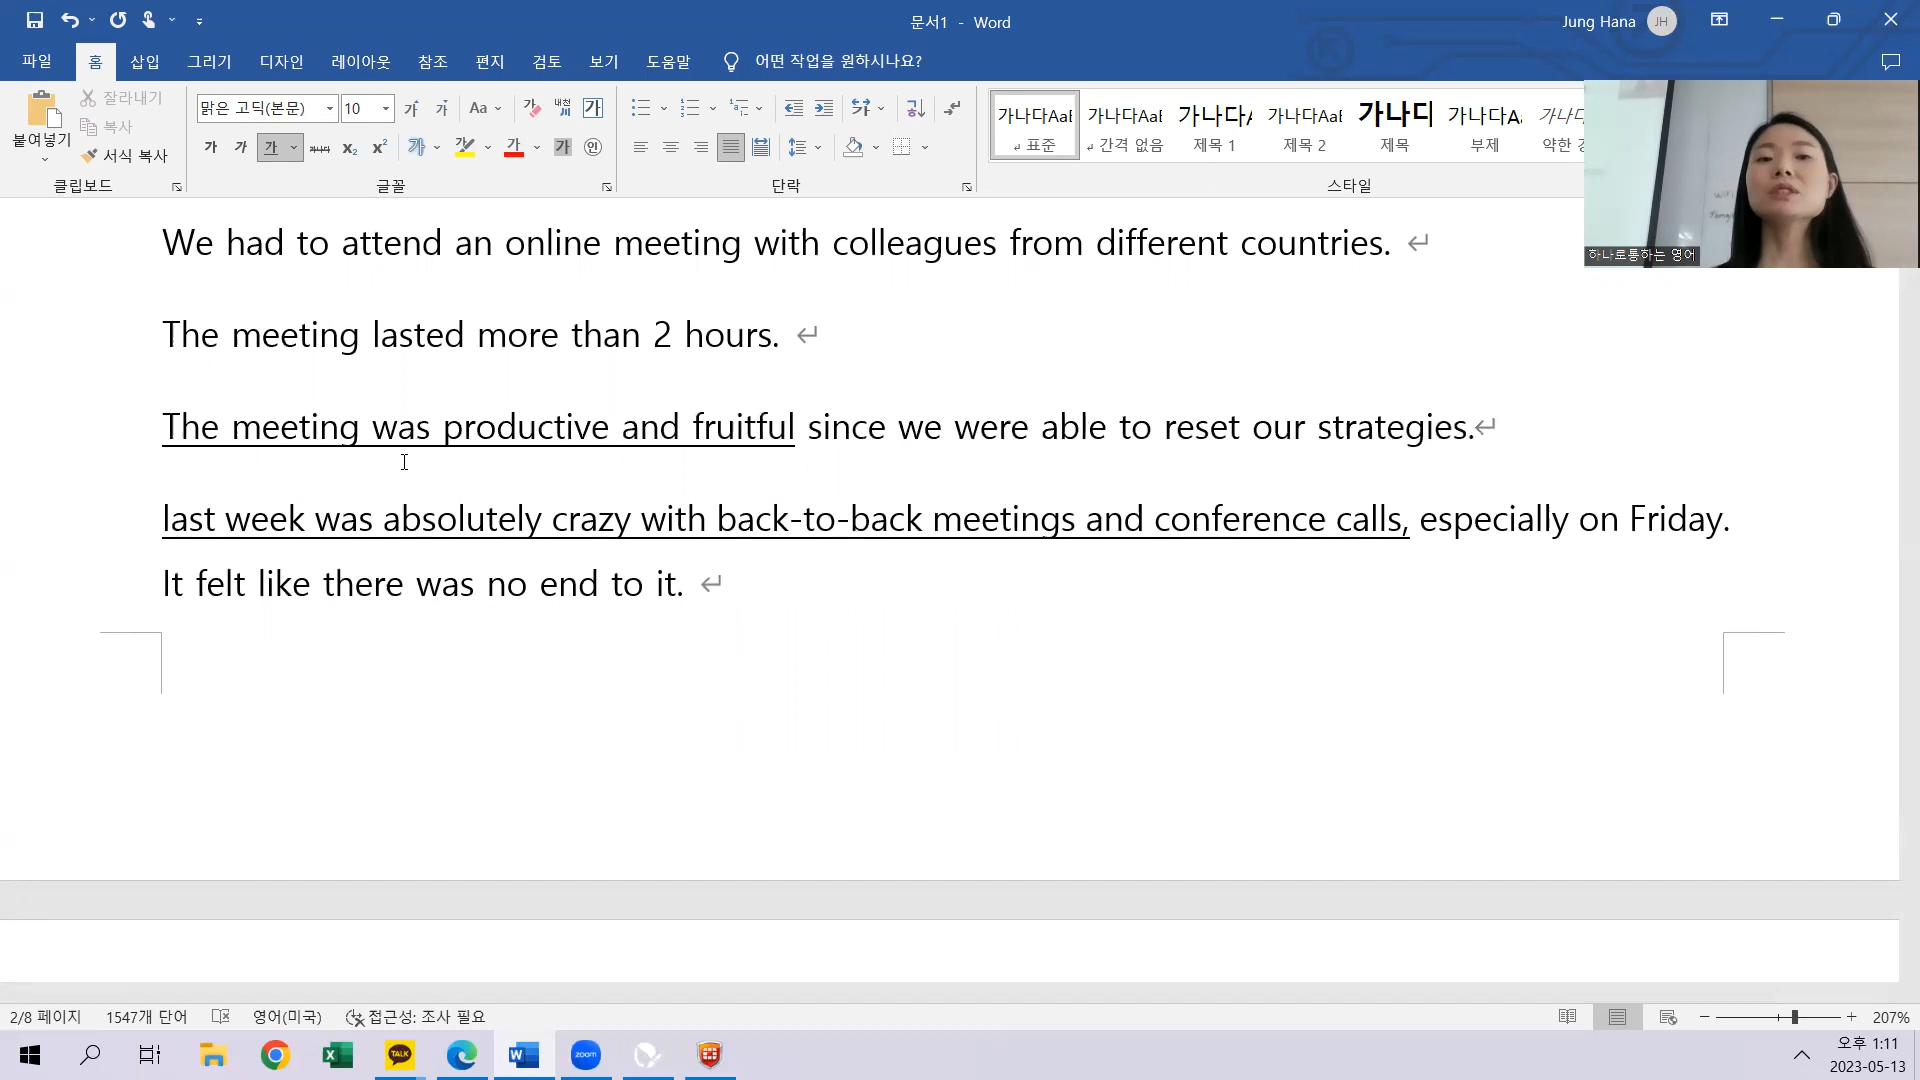 문서1 - Word
Jung Hana JH
파일 홈 삽입 그리기 디자인 레이아웃 참조 편지 검토 보기 도움말 어떤 작업을 원하시나요?
붙여넣기
잘라내기
복사
서식 복사
클립보드
맑은 고딕(본문) 10
글꼴
단락
가나다AaB 표준
가나다AaB 간격 없음
가나다A 제목 1
가나다AaB 제목 2
가나다 제목
가나다A 부제
약한
스타일
하나로통하는 영어
We had to attend an online meeting with colleagues from different countries.
The meeting lasted more than 2 hours.
The meeting was productive and fruitful since we were able to reset our strategies.
last week was absolutely crazy with back-to-back meetings and conference calls, especially on Friday.
It felt like there was no end to it.
2/8 페이지 1547개 단어 영어(미국) 접근성: 조사 필요 207%
TALK
zoom
오후 1:11
2023-05-13